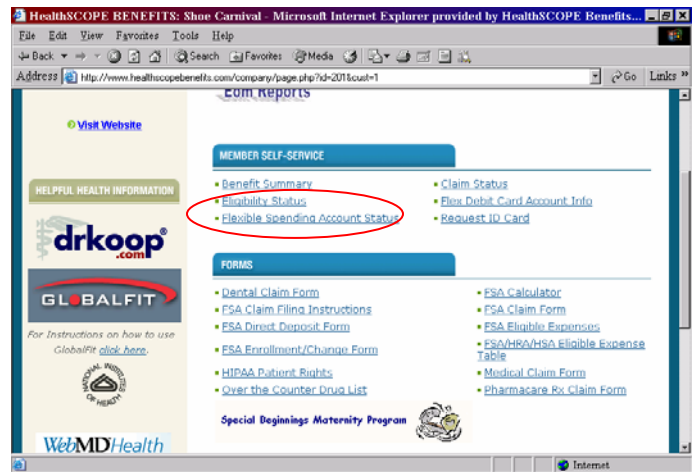 HealthSCOPE BENEFITS: Shoe Carnival - Microsoft Internet Explorer provided by HealthSCOPE Benefits...
File Edit View Favorites Tools Help
Back Search Favorites Media
Address http://www.healthscopebenefits.com/company/page.php?id=201&cust=1 Go Links »
Eom Reports
Visit Website
MEMBER SELF-SERVICE
Benefit Summary
Claim Status
Eligibility Status
Flex Debit Card Account Info
Flexible Spending Account Status
Request ID Card
HELPFUL HEALTH INFORMATION
drkoop®
.com
GLOBALFIT
For Instructions on how to use
GlobalFit click here.
NATIONAL INSTITUTES
OF HEALTH
WebMDHealth
FORMS
Dental Claim Form
FSA Calculator
FSA Claim Filing Instructions
FSA Claim Form
FSA Direct Deposit Form
FSA Eligible Expenses
FSA Enrollment/Change Form
FSA/HRA/HSA Eligible Expense
Table
HIPAA Patient Rights
Medical Claim Form
Over the Counter Drug List
Pharmacare Rx Claim Form
Special Beginnings Maternity Program
Internet